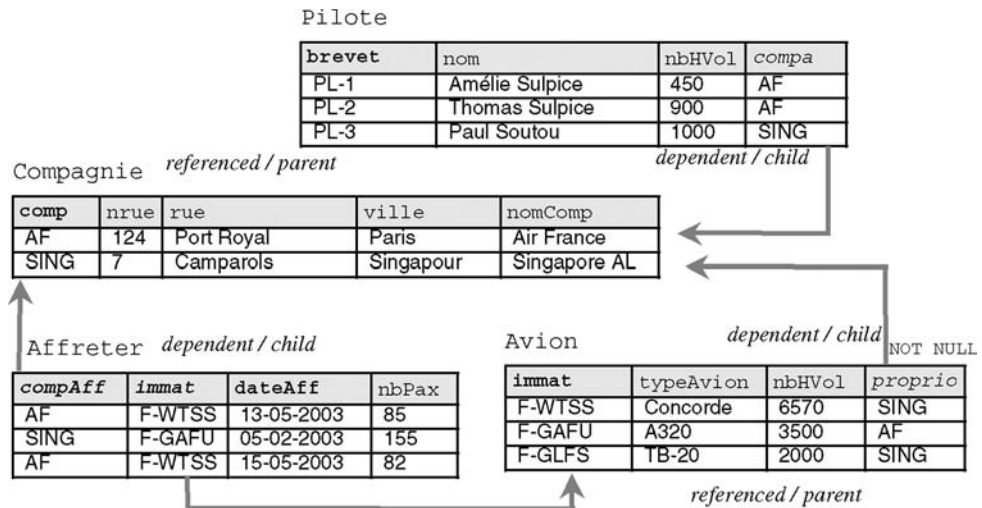 Pilote
brevet nom nbHVol compa
PL-1 Amélie Sulpice 450 AF
PL-2 Thomas Sulpice 900 AF
PL-3 Paul Soutou 1000 SING
Compagnie referenced / parent dependent / child
comp nrue rue ville nomComp
AF 124 Port Royal Paris Air France
SING 7 Camparols Singapour Singapore AL
Affreter dependent / child
compAff immat dateAff nbPax
AF F-WTSS 13-05-2003 85
SING F-GAFU 05-02-2003 155
AF F-WTSS 15-05-2003 82
Avion dependent / child NOT NULL
immat typeAvion nbHVol proprio
F-WTSS Concorde 6570 SING
F-GAFU A320 3500 AF
F-GLFS TB-20 2000 SING
referenced / parent